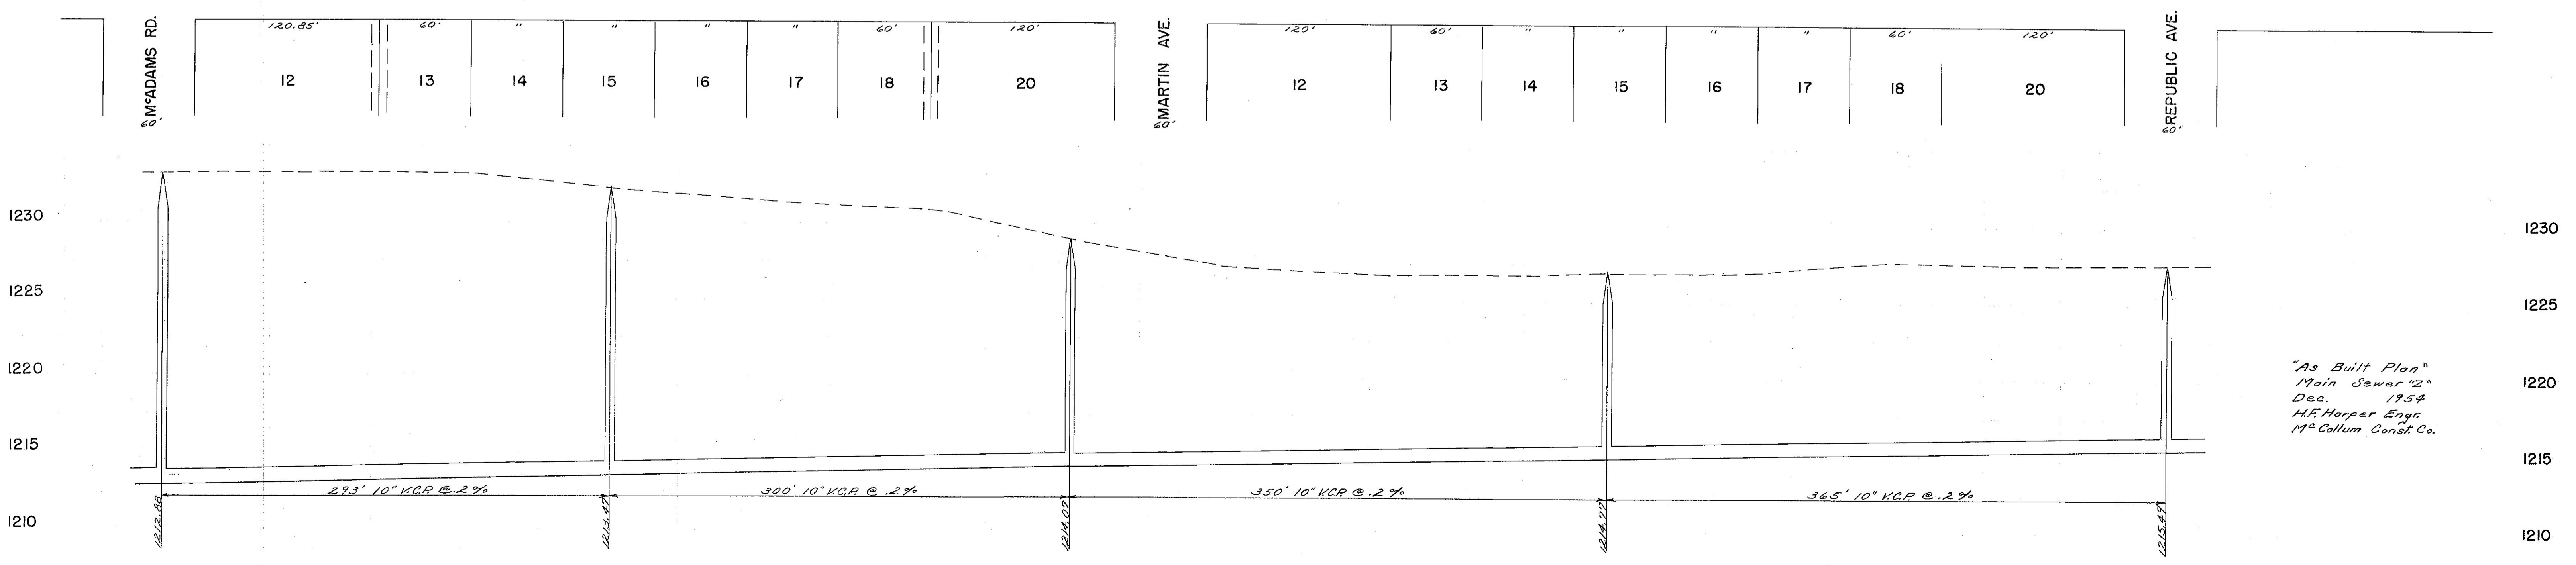 McADAMS RD.
60'
120.85' 60' " " " " 60' 120'
12 13 14 15 16 17 18 20
MARTIN AVE.
60'
120' 60' " " " " 60' 120'
12 13 14 15 16 17 18 20
REPUBLIC AVE.
60'
1230
1225
1220
1215
1210
293' 10" V.C.P. @ .2%
300' 10" V.C.P. @ .2%
350' 10" V.C.P. @ .2%
365' 10" V.C.P. @ .2%
1212.88
1213.47
1214.07
1214.77
1215.49
1230
1225
1220
1215
1210
"As Built Plan"
Main Sewer "Z"
Dec. 1954
H.F. Harper Engr.
McCollum Const. Co.